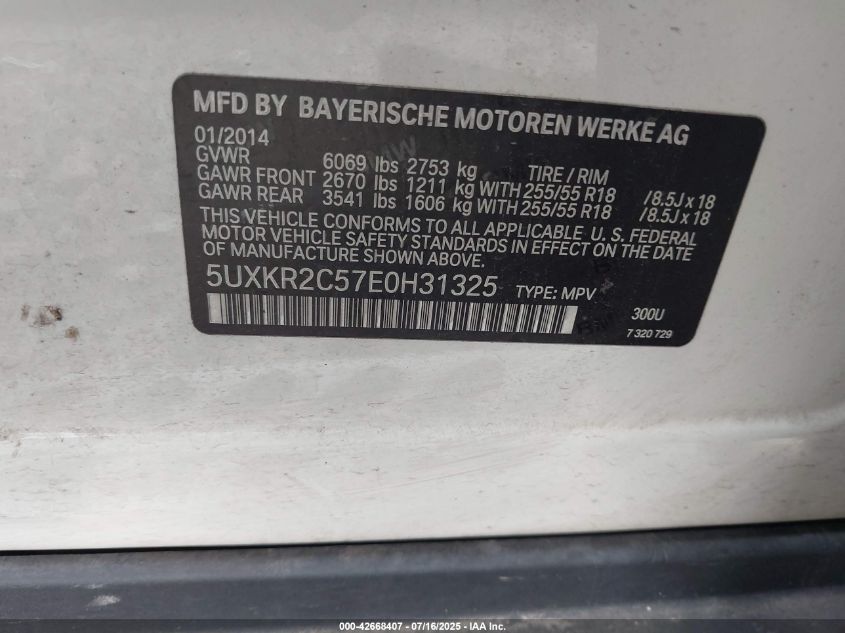 MFD BY BAYERISCHE MOTOREN WERKE AG
01/2014
GVWR 6069 lbs 2753 kg TIRE / RIM
GAWR FRONT 2670 lbs 1211 kg WITH 255/55 R18 /8.5J x 18
GAWR REAR 3541 lbs 1606 kg WITH 255/55 R18 /8.5J x 18
THIS VEHICLE CONFORMS TO ALL APPLICABLE U. S. FEDERAL
MOTOR VEHICLE SAFETY STANDARDS IN EFFECT ON THE DATE
OF MANUFACTURE SHOWN ABOVE.
5UXKR2C57E0H31325 TYPE: MPV
300U
7 320 729
000-42668407 - 07/16/2025 - IAA Inc.